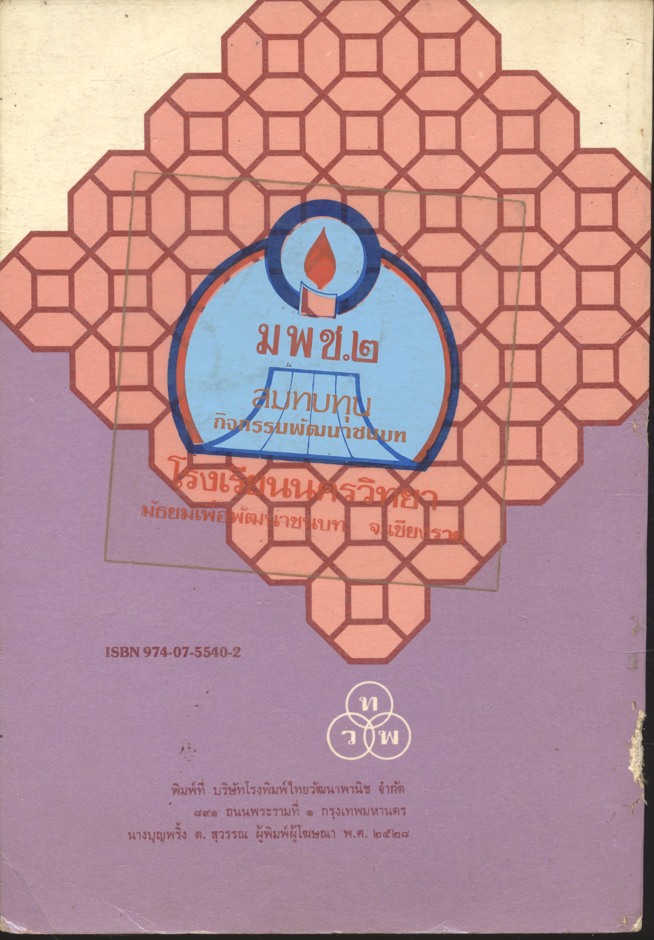 มพช.๒
สมทบทุน
กิจกรรมพัฒนาชนบท
โรงเรียนนครวิทยา
มัธยมเพื่อพัฒนาชนบท จ.เชียงราย
ISBN 974-07-5540-2
ท
ว พ
พิมพ์ที่ บริษัทโรงพิมพ์ไทยวัฒนาพานิช จำกัด
๘๙๑ ถนนพระรามที่ ๑ กรุงเทพมหานคร
นางบุญพริ้ง ต. สุวรรณ ผู้พิมพ์ผู้โฆษณา พ.ศ. ๒๕๒๘